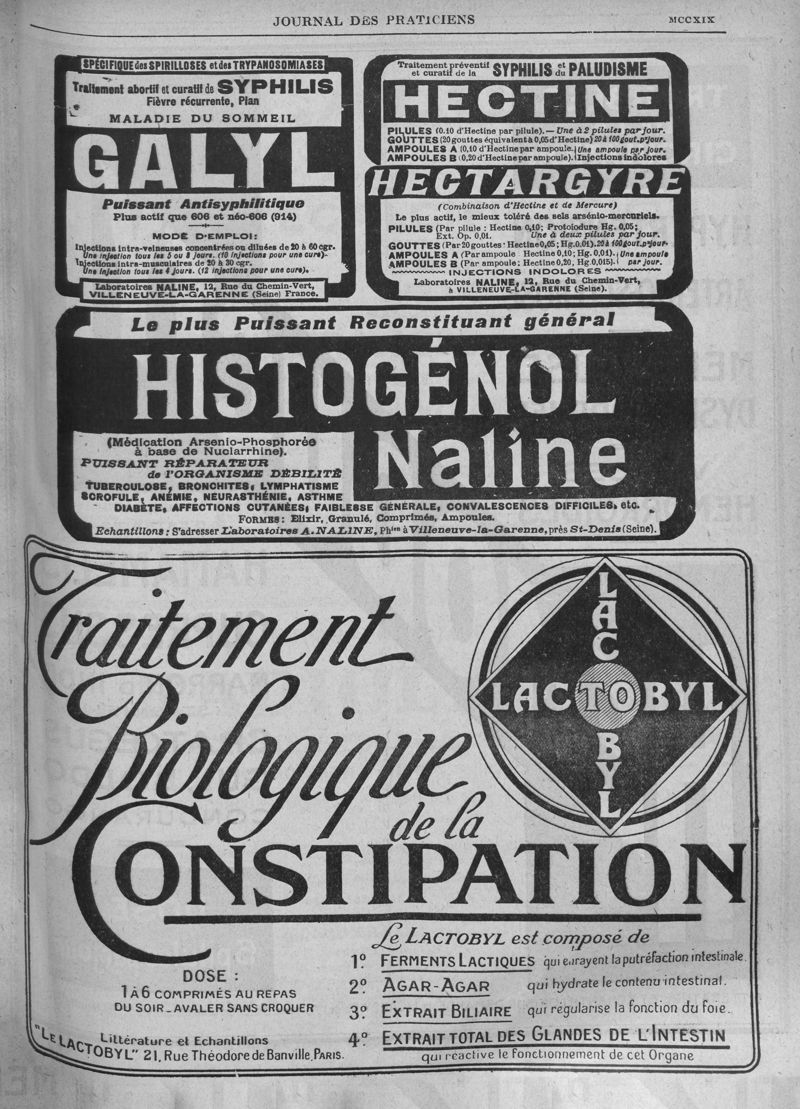 JOURNAL DES PRATICIENS
MCCXIX
SPÉCIFIQUE des SPIRILLOSES et des TRYPANOSOMIASES
Traitement abortif et curatif de SYPHILIS
Fièvre récurrente, Pian
MALADIE DU SOMMEIL
GALYL
Puissant Antisyphilitique
Plus actif que 606 et néo-606 (914)
MODE D'EMPLOI:
Injections intra-veineuses concentrées ou diluées de 20 à 60 cgr.
Une injection tous les 5 ou 8 jours. (10 injections pour une cure)-
Injections intra-musculaires de 20 à 30 cgr.
Une injection tous les 4 jours. (12 injections pour une cure).
Laboratoires NALINE, 12, Rue du Chemin-Vert,
VILLENEUVE-LA-GARENNE (Seine) France.
Traitement préventif et curatif de la SYPHILIS et du PALUDISME
HECTINE
PILULES (0.10 d'Hectine par pilule). — Une à 2 pilules par jour.
GOUTTES (20 gouttes équivalent à 0,05 d'Hectine) 20 à 100 gout. p. jour.
AMPOULES A (0,10 d'Hectine par ampoule. Une ampoule par jour.
AMPOULES B (0,20 d'Hectine par ampoule). Injections indolores
HECTARGYRE
(Combinaison d'Hectine et de Mercure)
Le plus actif, le mieux toléré des sels arsénio-mercuriels.
PILULES (Par pilule : Hectine 0,10; Protoiodure Hg. 0,05;
Ext. Op. 0,01. Une à deux pilules par jour.
GOUTTES (Par 20 gouttes : Hectine 0,05; Hg. 0.01). 20 à 100 gout. p. jour
AMPOULES A (Par ampoule : Hectine 0,10; Hg. 0,01). Une ampoule
AMPOULES B (Par ampoule: Hectine 0,20, Hg. 0,015). par jour.
INJECTIONS INDOLORES
Laboratoires NALINE, 12, Rue du Chemin-Vert,
à VILLENEUVE-LA-GARENNE (Seine).
Le plus Puissant Reconstituant général
HISTOGÉNOL
Naline
(Médication Arsenio-Phosphorée
à base de Nuclarrhine).
PUISSANT RÉPARATEUR
de l'ORGANISME DÉBILITÉ
TUBERCULOSE, BRONCHITES, LYMPHATISME
SCROFULE, ANÉMIE, NEURASTHÉNIE, ASTHME
DIABÈTE, AFFECTIONS CUTANÉES, FAIBLESSE GÉNÉRALE, CONVALESCENCES DIFFICILES, etc.
FORMES: Elixir, Granulé, Comprimés, Ampoules.
Echantillons : S'adresser Laboratoires A. NALINE, Phien à Villeneuve-la-Garenne, près St-Denis (Seine).
Traitement
Biologique
de la
CONSTIPATION
LACTOBYL
LACTOBYL
Le LACTOBYL est composé de
1º FERMENTS LACTIQUES qui enrayent la putréfaction intestinale.
2º AGAR-AGAR qui hydrate le contenu intestinal.
3º EXTRAIT BILIAIRE qui régularise la fonction du foie.
4º EXTRAIT TOTAL DES GLANDES DE L'INTESTIN
qui réactive le fonctionnement de cet Organe
DOSE :
1 À 6 COMPRIMÉS AU REPAS
DU SOIR - AVALER SANS CROQUER
Littérature et Echantillons
"LE LACTOBYL" 21, Rue Théodore de Banville, PARIS.